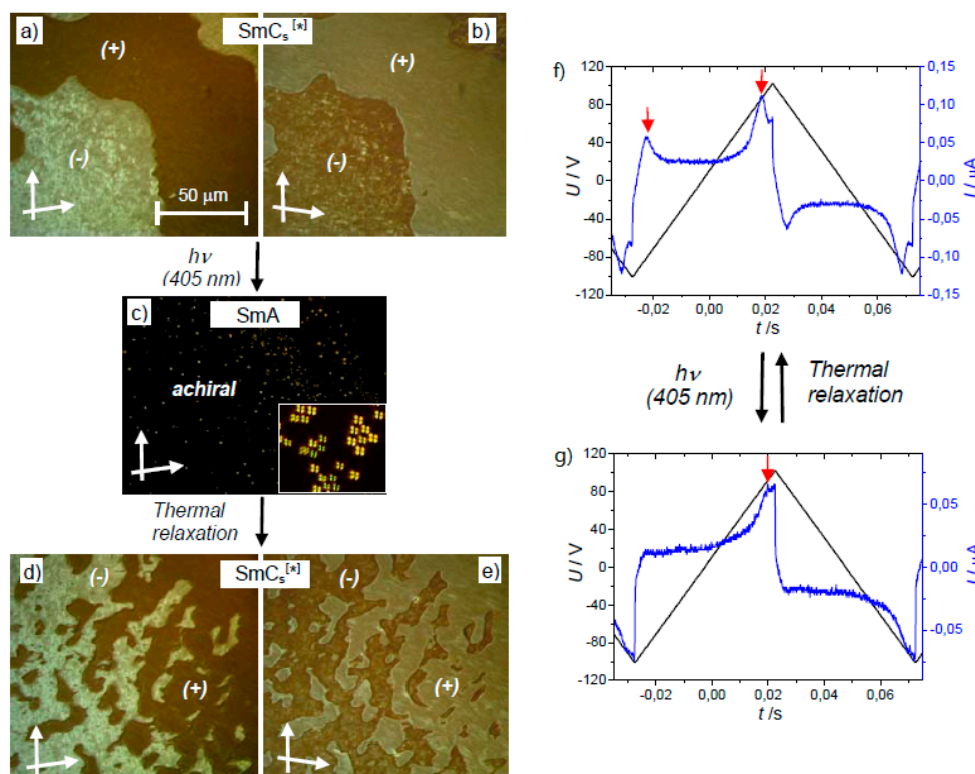 a)
SmCs[*]
b)
(+)
(+)
(-)
(-)
50 µm
hν
(405 nm)
c)
SmA
achiral
Thermal
relaxation
d)
(-)
SmCs[*]
(-)
e)
(+)
(+)
f)
120
80
40
0
-40
-80
-120
U / V
0,15
0,10
0,05
0,00
-0,05
-0,10
-0,15
I / µA
-0,02 0,00 0,02 0,04 0,06
t /s
hν
(405 nm)
Thermal
relaxation
g)
120
80
40
0
-40
-80
-120
U / V
0,05
0,00
-0,05
I / µA
-0,02 0,00 0,02 0,04 0,06
t /s